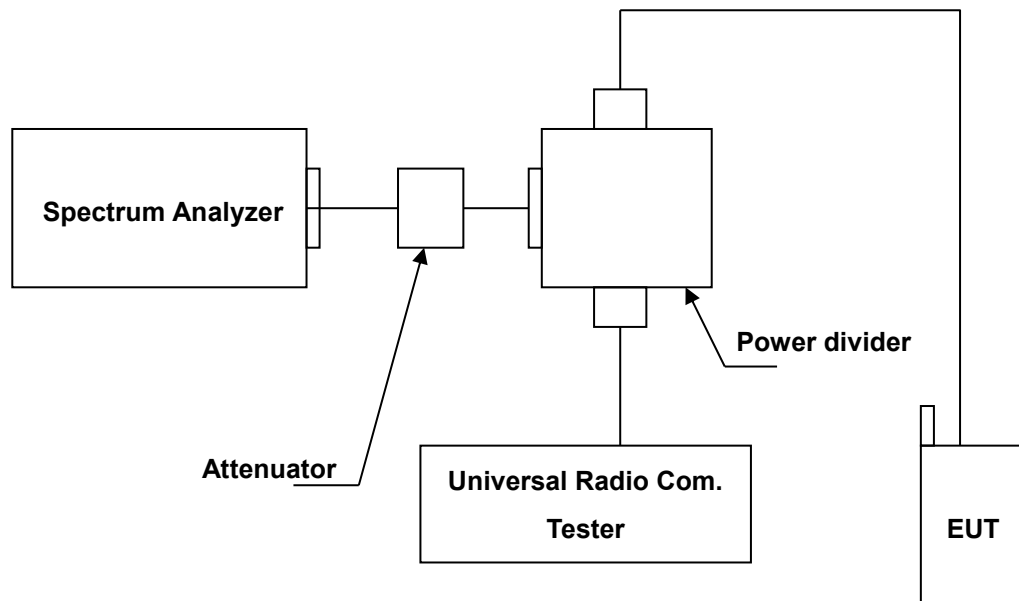 Spectrum Analyzer
Power divider
Attenuator
Universal Radio Com.
Tester
EUT